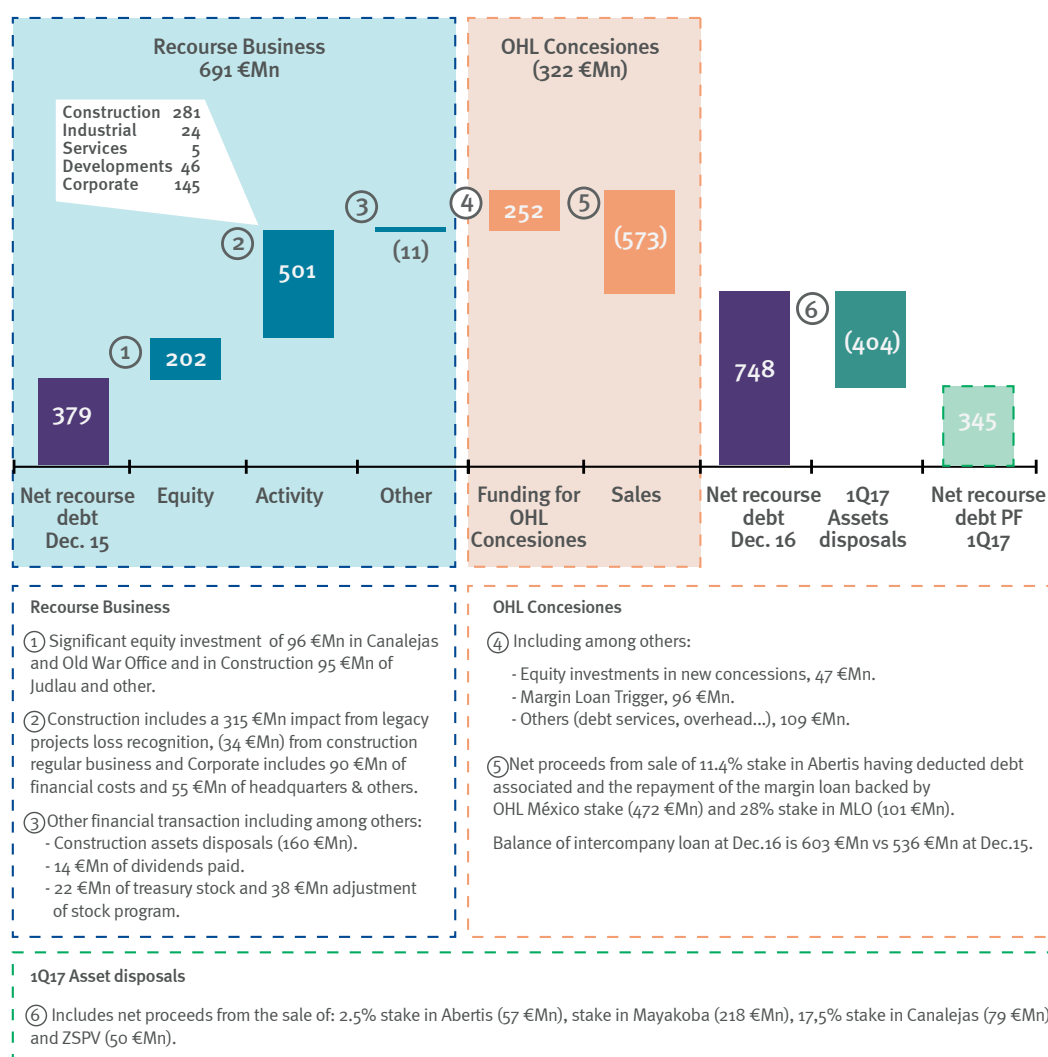 Recourse Business
691 €Mn
OHL Concesiones
(322 €Mn)
Construction 281
Industrial 24
Services 5
Developments 46
Corporate 145
3
(11)
4
252
5
(573)
2
501
1
202
379
6
748
(404)
345
Net recourse
debt
Dec. 15
Equity
Activity
Other
Funding for
OHL
Concesiones
Sales
Net recourse
debt
Dec. 16
1Q17
Assets
disposals
Net recourse
debt PF
1Q17
Recourse Business
1 Significant equity investment of 96 €Mn in Canalejas
and Old War Office and in Construction 95 €Mn of
Judlau and other.
2 Construction includes a 315 €Mn impact from legacy
projects loss recognition, (34 €Mn) from construction
regular business and Corporate includes 90 €Mn of
financial costs and 55 €Mn of headquarters & others.
3 Other financial transaction including among others:
- Construction assets disposals (160 €Mn).
- 14 €Mn of dividends paid.
- 22 €Mn of treasury stock and 38 €Mn adjustment
of stock program.
OHL Concesiones
4 Including among others:
- Equity investments in new concessions, 47 €Mn.
- Margin Loan Trigger, 96 €Mn.
- Others (debt services, overhead...), 109 €Mn.
5 Net proceeds from sale of 11.4% stake in Abertis having deducted debt
associated and the repayment of the margin loan backed by
OHL México stake (472 €Mn) and 28% stake in MLO (101 €Mn).
Balance of intercompany loan at Dec.16 is 603 €Mn vs 536 €Mn at Dec.15.
1Q17 Asset disposals
6 Includes net proceeds from the sale of: 2.5% stake in Abertis (57 €Mn), stake in Mayakoba (218 €Mn), 17,5% stake in Canalejas (79 €Mn)
and ZSPV (50 €Mn).